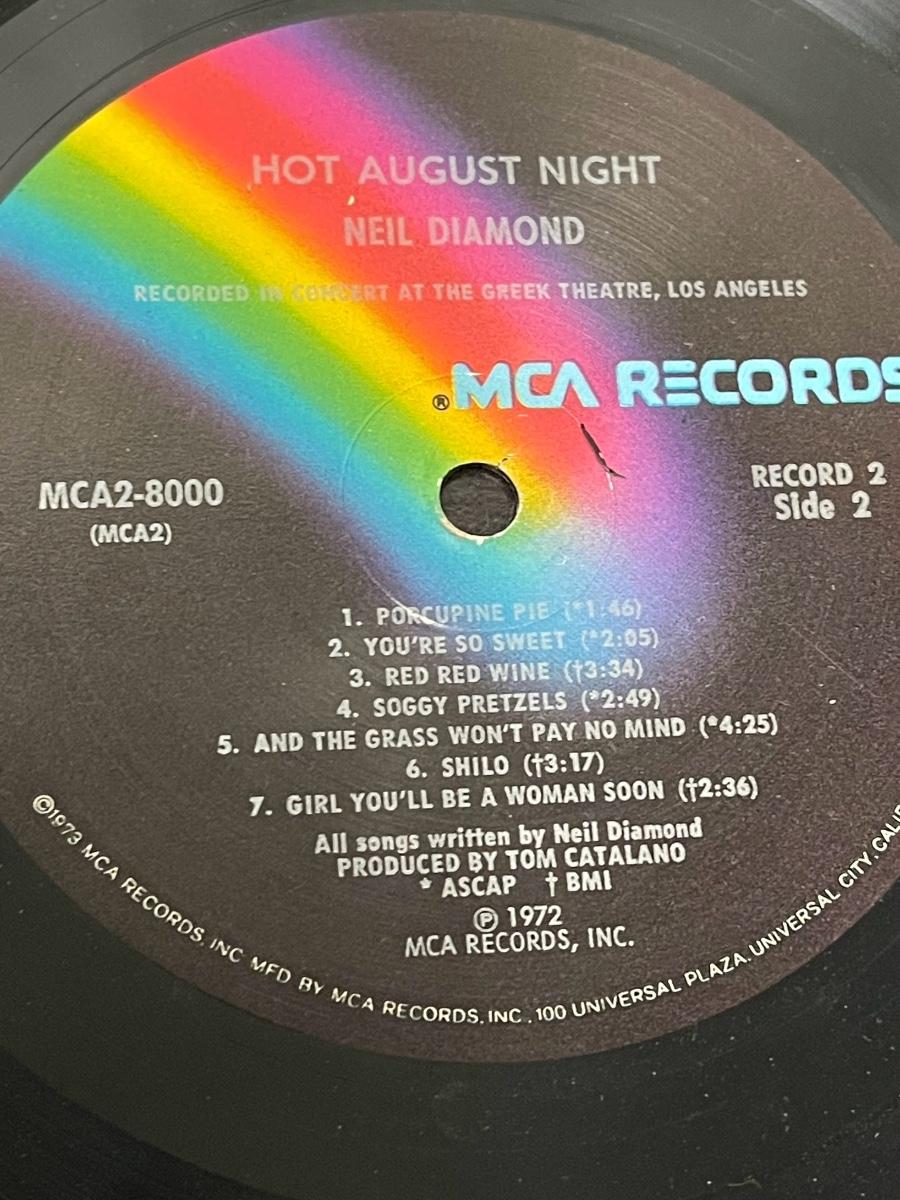 HOT AUGUST NIGHT
NEIL DIAMOND
RECORDED IN CONCERT AT THE GREEK THEATRE, LOS ANGELES
®MCA RECORDS
MCA2-8000
(MCA2)
RECORD 2
Side 2
1. PORCUPINE PIE (*1:46)
2. YOU'RE SO SWEET (*2:05)
3. RED RED WINE (†3:34)
4. SOGGY PRETZELS (*2:49)
5. AND THE GRASS WON'T PAY NO MIND (*4:25)
6. SHILO (†3:17)
7. GIRL YOU'LL BE A WOMAN SOON (†2:36)
All songs written by Neil Diamond
PRODUCED BY TOM CATALANO
* ASCAP † BMI
℗ 1972
MCA RECORDS, INC.
©1973 MCA RECORDS, INC MFD BY MCA RECORDS, INC., 100 UNIVERSAL PLAZA, UNIVERSAL CITY, CALIF